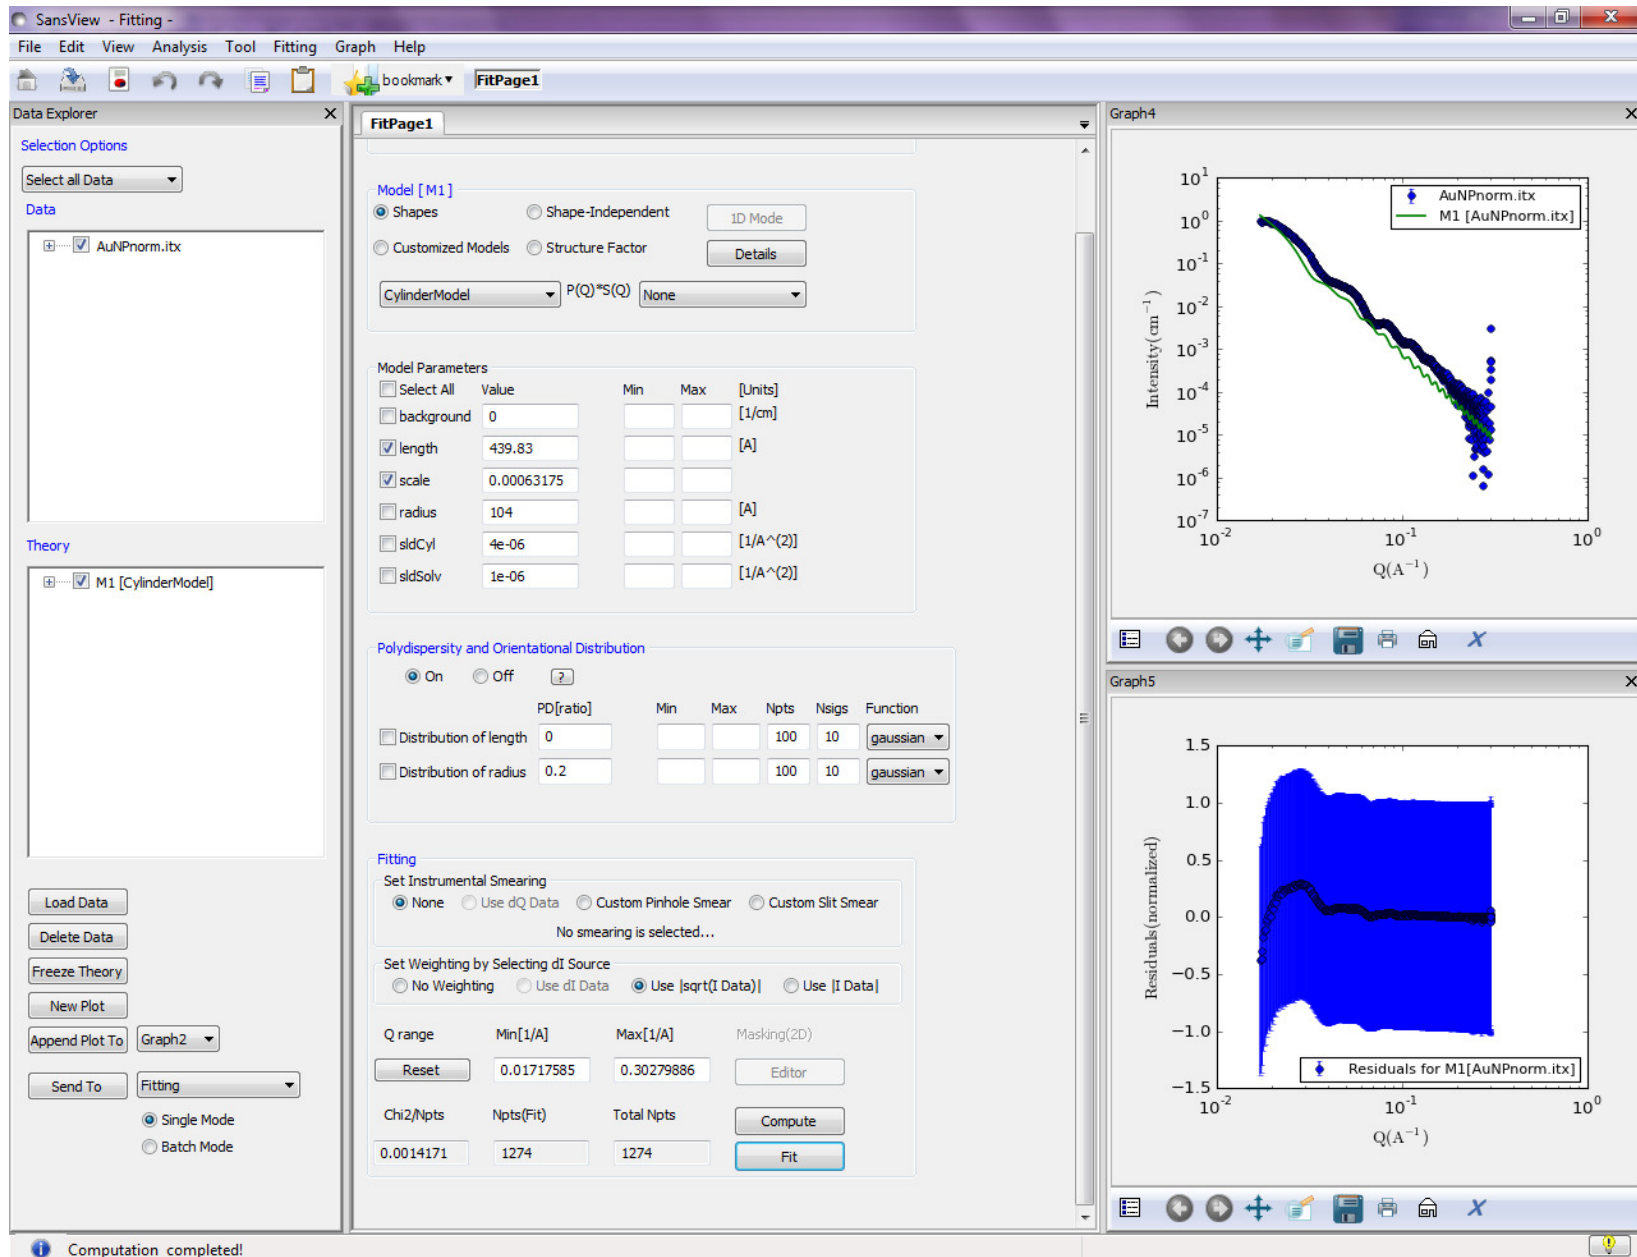 SansView - Fitting -
File Edit View Analysis Tool Fitting Graph Help
bookmark▾ FitPage1
Data Explorer X
Selection Options
Select all Data
Data
AuNPnorm.itx
Theory
M1 [CylinderModel]
Load Data
Delete Data
Freeze Theory
New Plot
Append Plot To Graph2
Send To Fitting
Single Mode
Batch Mode
FitPage1
Model [ M1 ]
Shapes Shape-Independent 1D Mode
Customized Models Structure Factor Details
CylinderModel P(Q)*S(Q) None
Model Parameters
Select All Value Min Max [Units]
background 0 [1/cm]
length 439.83 [A]
scale 0.00063175
radius 104 [A]
sldCyl 4e-06 [1/A^(2)]
sldSolv 1e-06 [1/A^(2)]
Polydispersity and Orientational Distribution
On Off ?
PD[ratio] Min Max Npts Nsigs Function
Distribution of length 0 100 10 gaussian
Distribution of radius 0.2 100 10 gaussian
Fitting
Set Instrumental Smearing
None Use dQ Data Custom Pinhole Smear Custom Slit Smear
No smearing is selected...
Set Weighting by Selecting dI Source
No Weighting Use dI Data Use |sqrt(I Data)| Use |I Data|
Q range Min[1/A] Max[1/A] Masking(2D)
Reset 0.01717585 0.30279886 Editor
Chi2/Npts Npts(Fit) Total Npts Compute
0.0014171 1274 1274 Fit
Graph4 X
AuNPnorm.itx
M1 [AuNPnorm.itx]
10^1
10^0
10^-1
10^-2
10^-3
10^-4
10^-5
10^-6
10^-7
Intensity(cm^-1)
10^-2 10^-1 10^0
Q(A^-1)
Graph5 X
1.5
1.0
0.5
0.0
−0.5
−1.0
−1.5
Residuals(normalized)
Residuals for M1[AuNPnorm.itx]
10^-2 10^-1 10^0
Q(A^-1)
Computation completed!